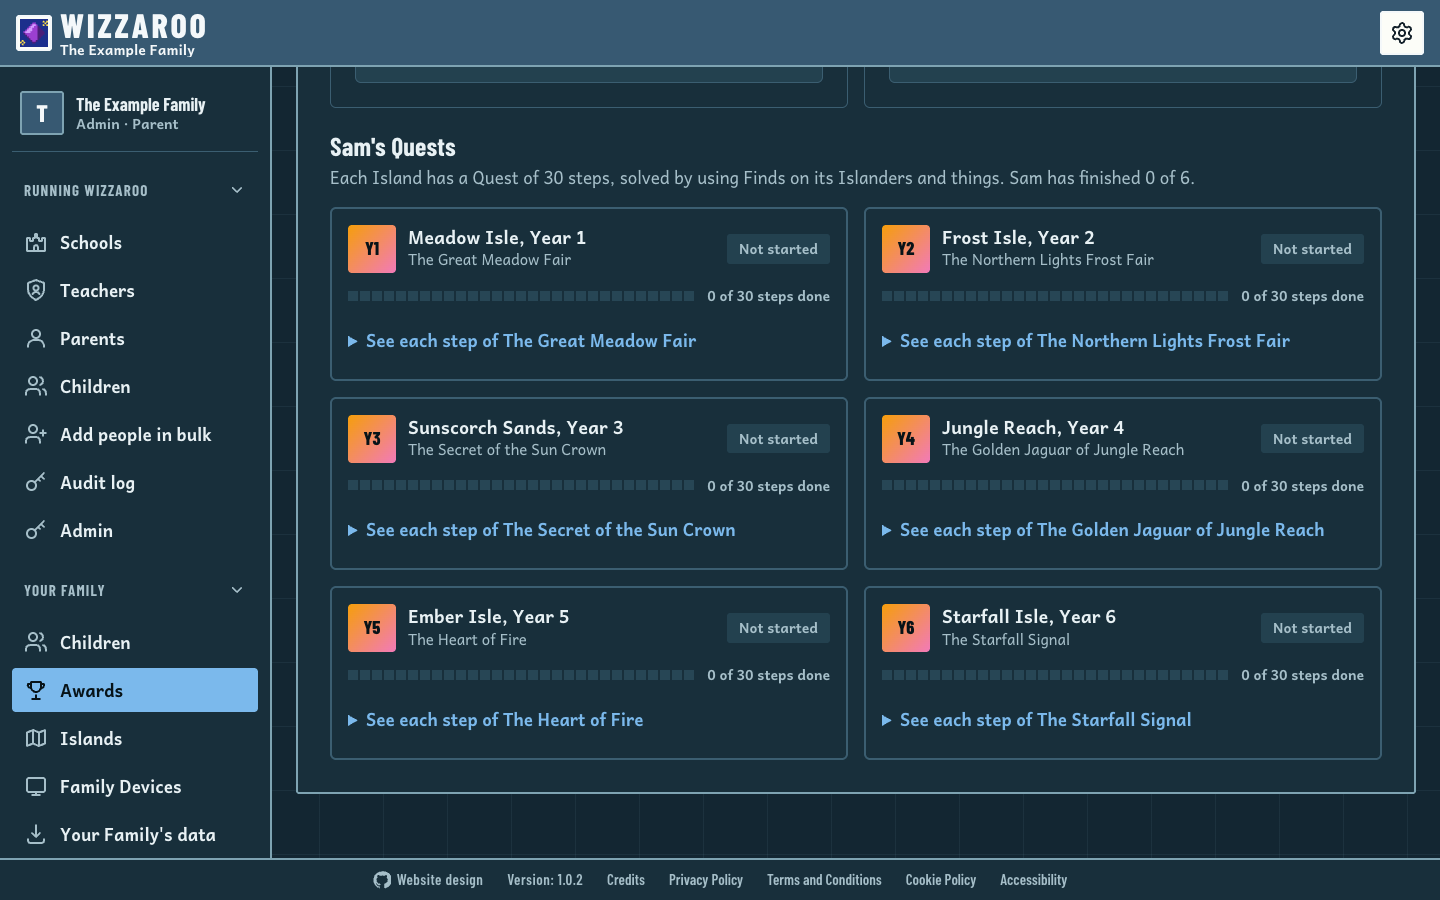 WIZZAROO
The Example Family
T
The Example Family
Admin · Parent
RUNNING WIZZAROO
Schools
Teachers
Parents
Children
Add people in bulk
Audit log
Admin
YOUR FAMILY
Children
Awards
Islands
Family Devices
Your Family's data
Sam's Quests
Each Island has a Quest of 30 steps, solved by using Finds on its Islanders and things. Sam has finished 0 of 6.
Y1
Meadow Isle, Year 1
The Great Meadow Fair
Not started
0 of 30 steps done
See each step of The Great Meadow Fair
Y2
Frost Isle, Year 2
The Northern Lights Frost Fair
Not started
0 of 30 steps done
See each step of The Northern Lights Frost Fair
Y3
Sunscorch Sands, Year 3
The Secret of the Sun Crown
Not started
0 of 30 steps done
See each step of The Secret of the Sun Crown
Y4
Jungle Reach, Year 4
The Golden Jaguar of Jungle Reach
Not started
0 of 30 steps done
See each step of The Golden Jaguar of Jungle Reach
Y5
Ember Isle, Year 5
The Heart of Fire
Not started
0 of 30 steps done
See each step of The Heart of Fire
Y6
Starfall Isle, Year 6
The Starfall Signal
Not started
0 of 30 steps done
See each step of The Starfall Signal
Website design
Version: 1.0.2
Credits
Privacy Policy
Terms and Conditions
Cookie Policy
Accessibility